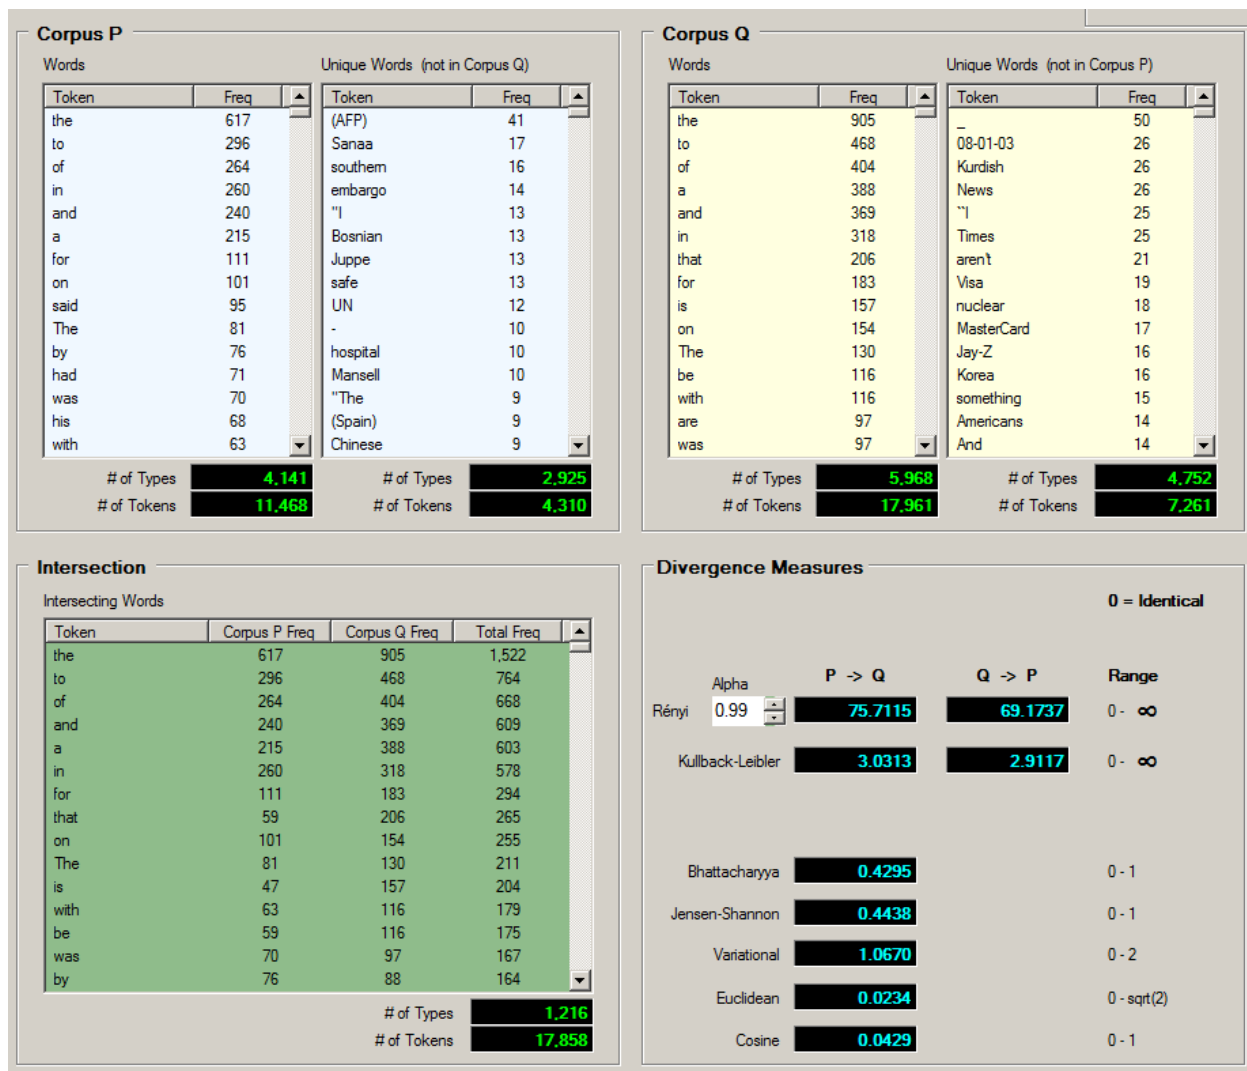 Corpus P
Words
Unique Words (not in Corpus Q)
Token Freq Token Freq
the 617 (AFP) 41
to 296 Sanaa 17
of 264 southern 16
in 260 embargo 14
and 240 "I 13
a 215 Bosnian 13
for 111 Juppe 13
on 101 safe 13
said 95 UN 12
The 81 - 10
by 76 hospital 10
had 71 Mansell 10
was 70 "The 9
his 68 (Spain) 9
with 63 Chinese 9
# of Types 4,141 # of Types 2,925
# of Tokens 11,468 # of Tokens 4,310
Corpus Q
Words
Unique Words (not in Corpus P)
Token Freq Token Freq
the 905 _ 50
to 468 08-01-03 26
of 404 Kurdish 26
a 388 News 26
and 369 ``I 25
in 318 Times 25
that 206 aren't 21
for 183 Visa 19
is 157 nuclear 18
on 154 MasterCard 17
The 130 Jay-Z 16
be 116 Korea 16
with 116 something 15
are 97 Americans 14
was 97 And 14
# of Types 5,968 # of Types 4,752
# of Tokens 17,961 # of Tokens 7,261
Intersection
Intersecting Words
Token Corpus P Freq Corpus Q Freq Total Freq
the 617 905 1,522
to 296 468 764
of 264 404 668
and 240 369 609
a 215 388 603
in 260 318 578
for 111 183 294
that 59 206 265
on 101 154 255
The 81 130 211
is 47 157 204
with 63 116 179
be 59 116 175
was 70 97 167
by 76 88 164
# of Types 1,216
# of Tokens 17,858
Divergence Measures
0 = Identical
Alpha P -> Q Q -> P Range
Rényi 0.99 75.7115 69.1737 0 - ∞
Kullback-Leibler 3.0313 2.9117 0 - ∞
Bhattacharyya 0.4295 0 - 1
Jensen-Shannon 0.4438 0 - 1
Variational 1.0670 0 - 2
Euclidean 0.0234 0 - sqrt(2)
Cosine 0.0429 0 - 1